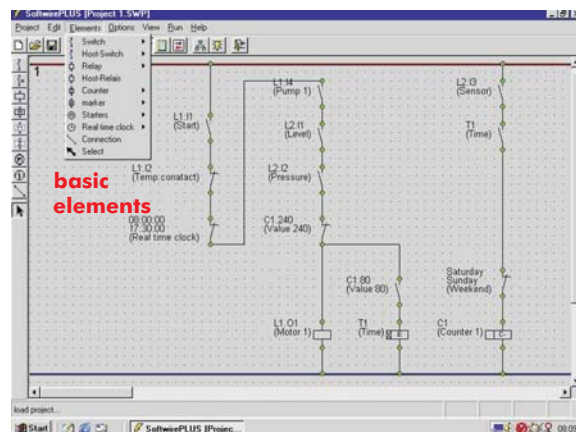 SoftwirePLUS [Project 1.SWP]
Project Edit Elements Options View Run Help
Switch
Host-Switch
Relay
Host-Relais
Counter
marker
Starters
Real time clock
Connection
Select
basic
elements
1
L1.I1
(Start)
L1.I2
(Temp.conatact)
08:00:00
17:30:00
(Real time clock)
L1.I4
(Pump 1)
L2.I1
(Level)
L2.I2
(Pressure)
C1.240
(Value 240)
L1.O1
(Motor 1)
C1.80
(Value 80)
T1
(Time)
L2.I3
(Sensor)
T1
(Time)
Saturday
Sunday
(Weekend)
C1
(Counter 1)
load project...
Start
SoftwirePLUS [Projec...